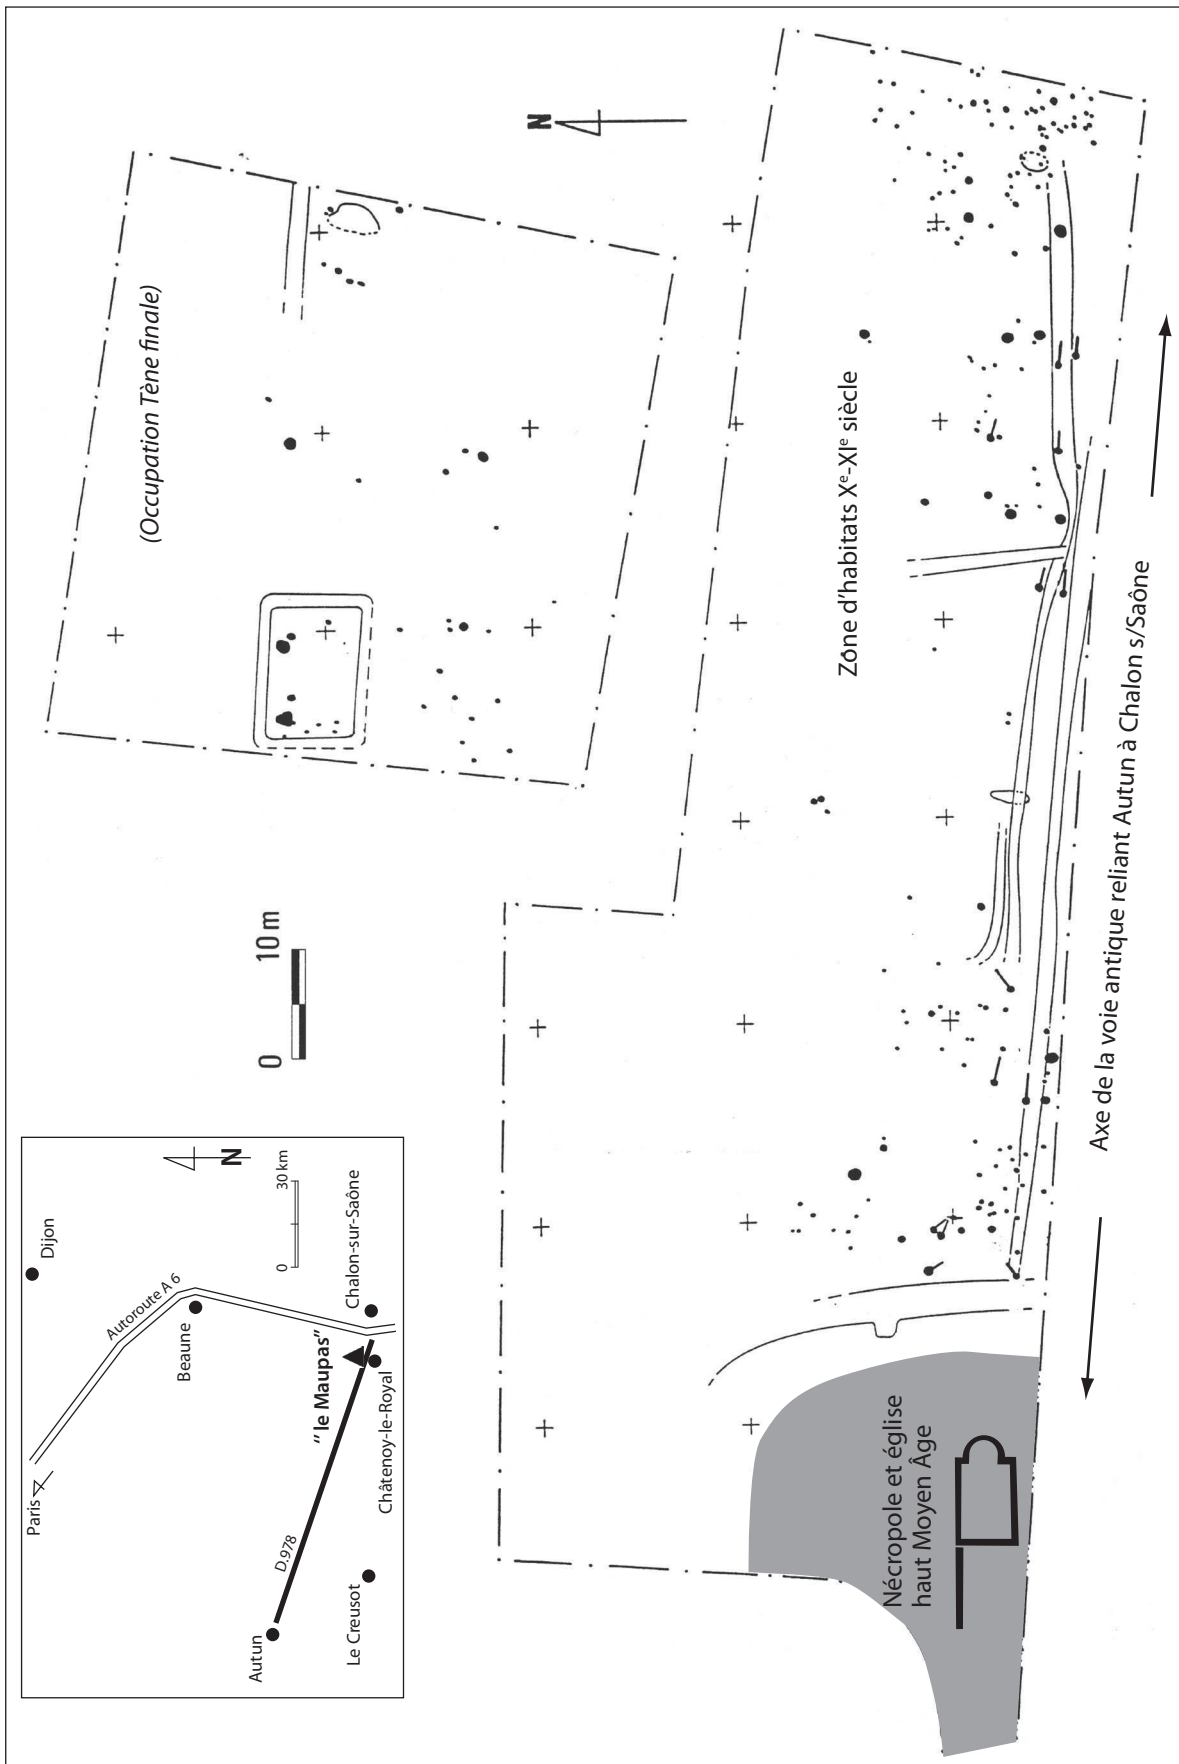 Paris
Dijon
Autoroute A 6
Beaune
N
0
30 km
Autun
D.978
"le Maupas"
Chalon-sur-Saône
Le Creusot
Châtenoy-le-Royal
0
10 m
(Occupation Tène finale)
N
Zone d'habitats Xe-XIe siècle
Nécropole et église
haut Moyen Âge
Axe de la voie antique reliant Autun à Chalon s/Saône